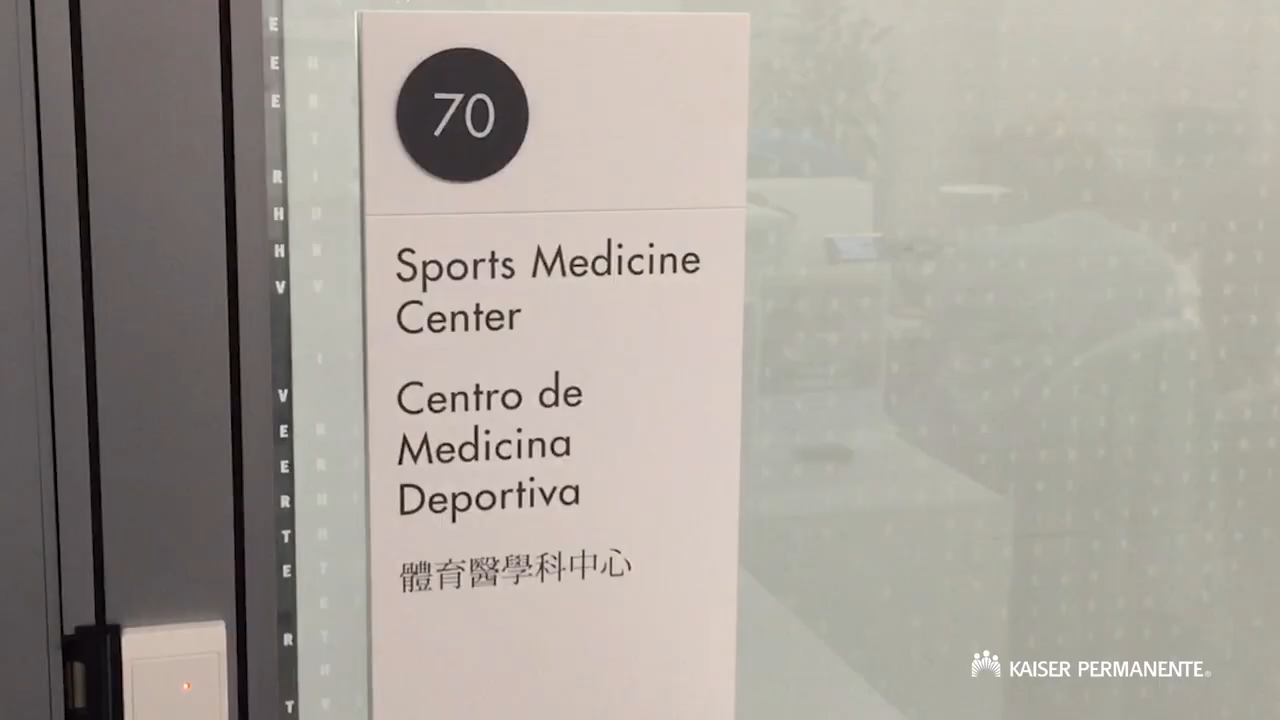 70
Sports Medicine
Center
Centro de
Medicina
Deportiva
體育醫學科中心
E
E
E
R
H
H
V
V
E
E
R
T
E
R
T
KAISER PERMANENTE®